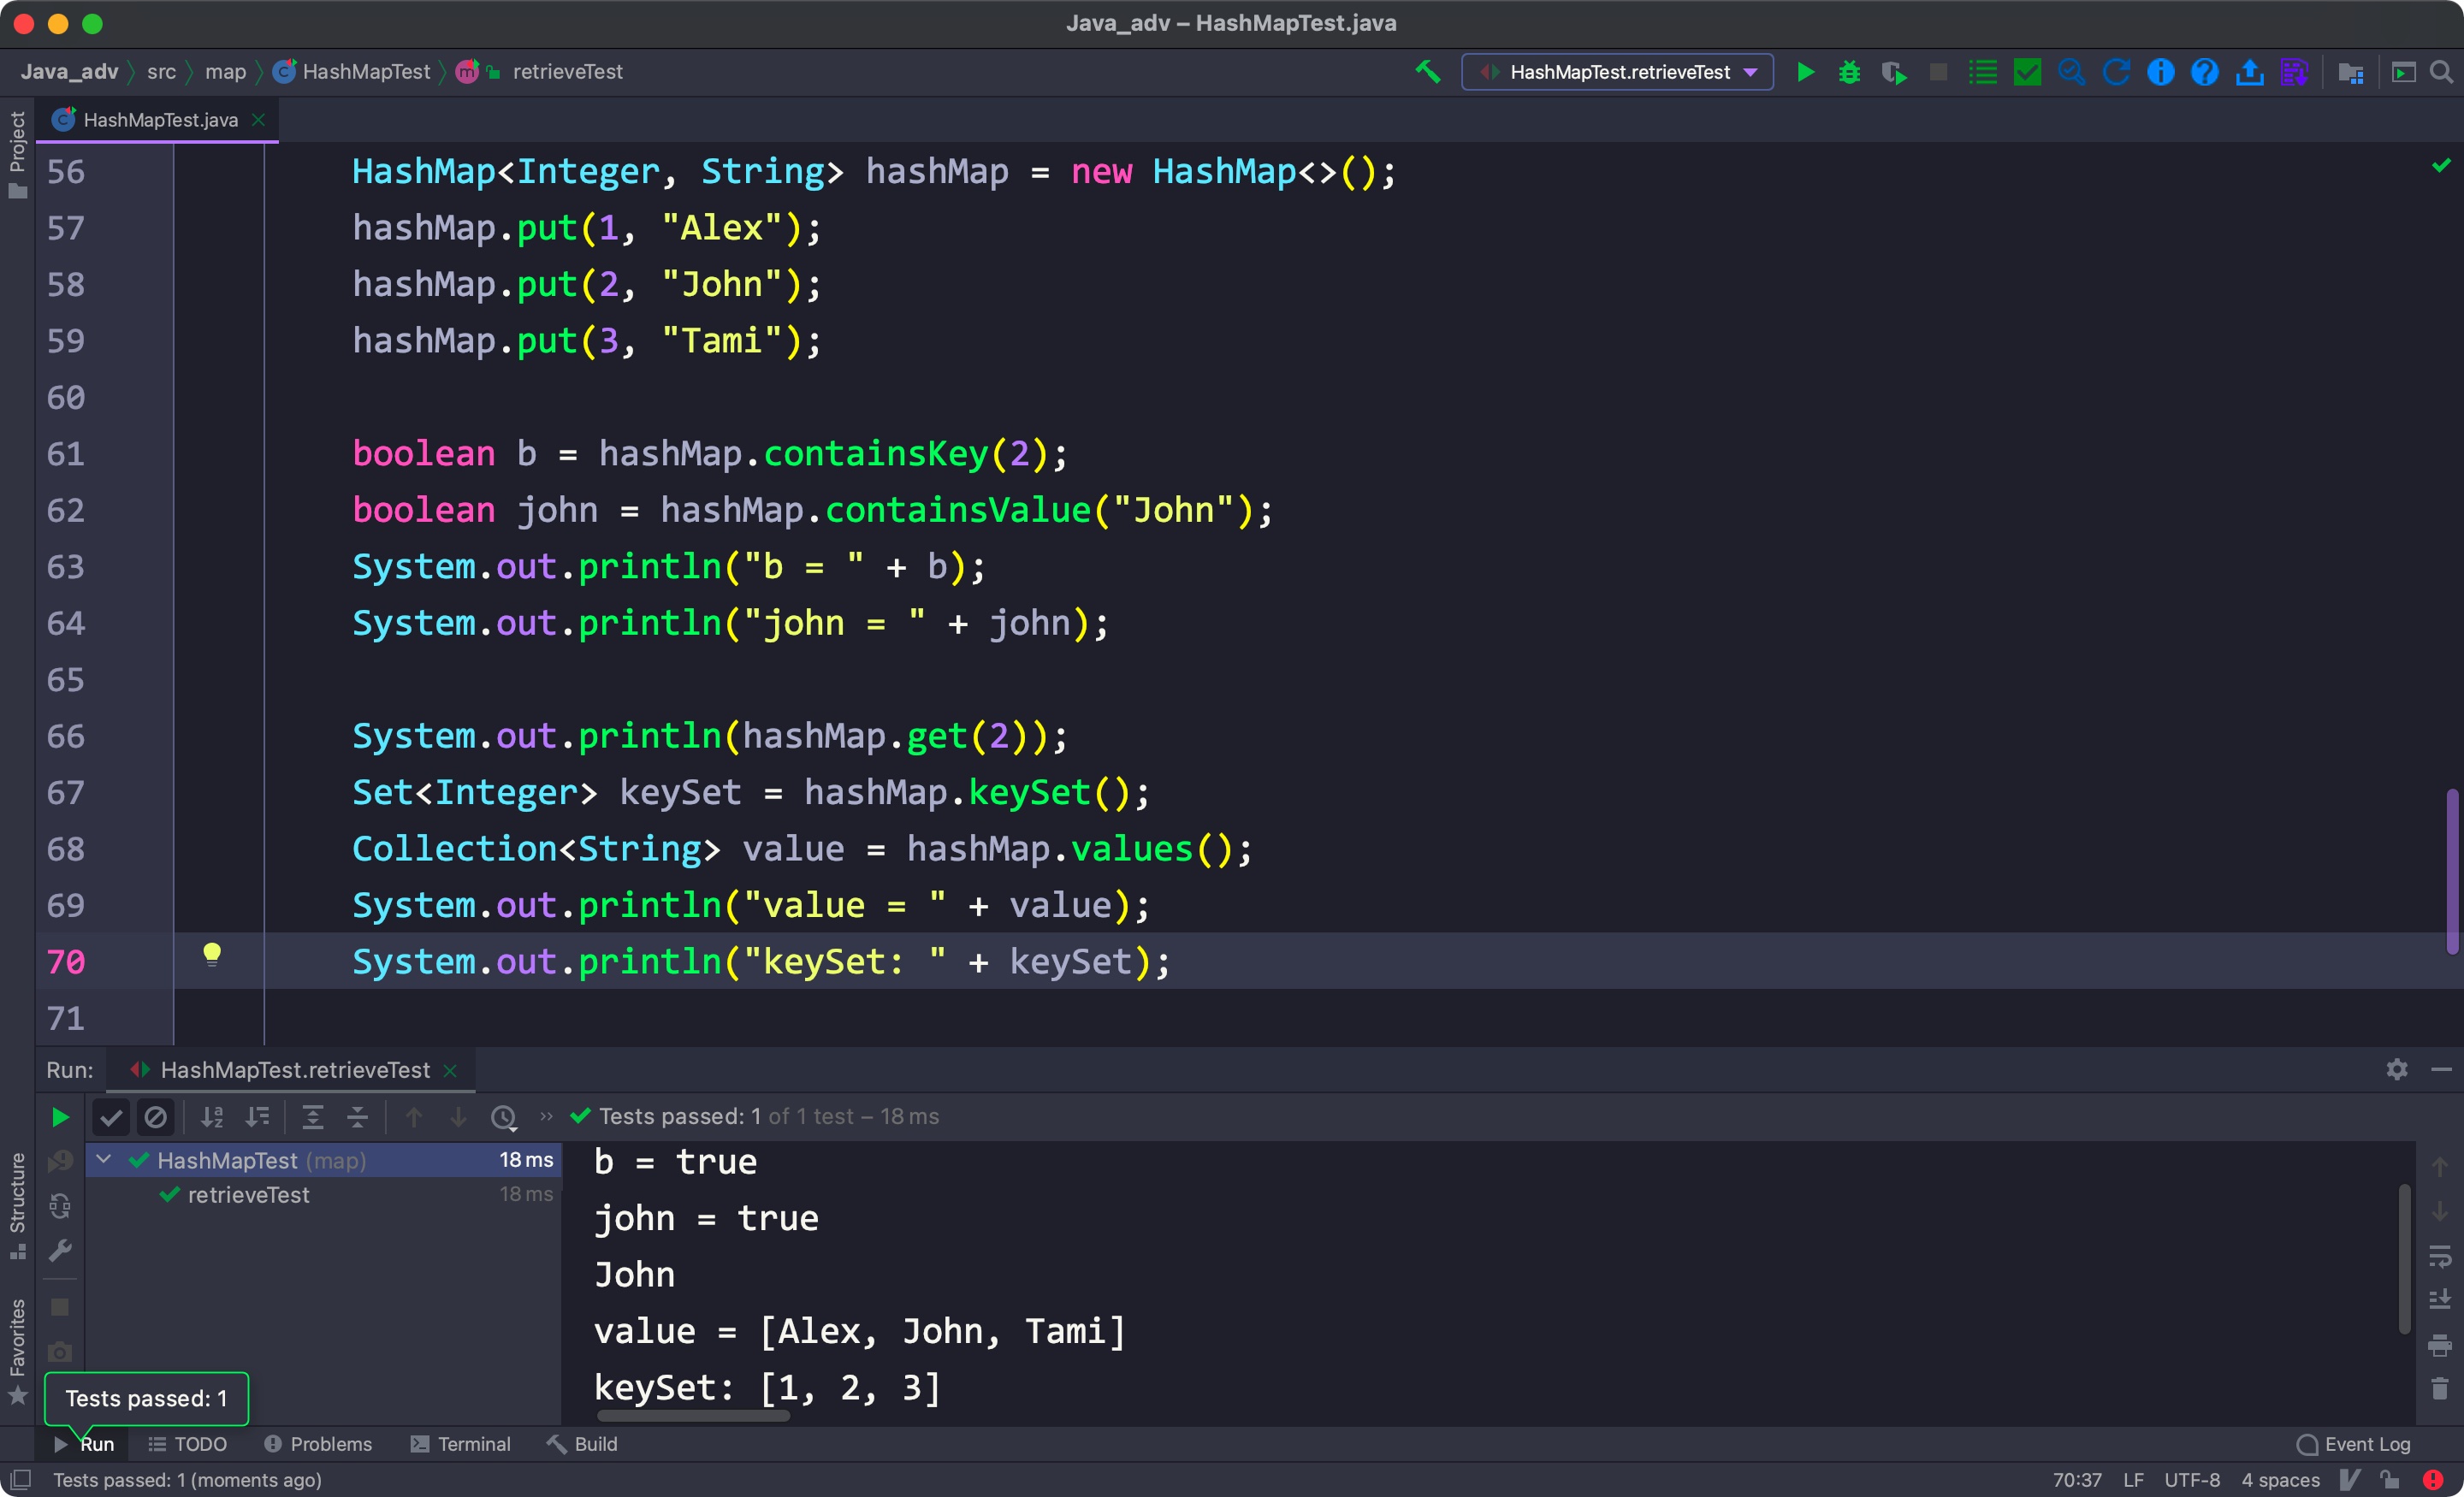 Java_adv – HashMapTest.java
Java_adv src map HashMapTest retrieveTest HashMapTest.retrieveTest
Project
HashMapTest.java
56 HashMap<Integer, String> hashMap = new HashMap<>();
57 hashMap.put(1, "Alex");
58 hashMap.put(2, "John");
59 hashMap.put(3, "Tami");
60
61 boolean b = hashMap.containsKey(2);
62 boolean john = hashMap.containsValue("John");
63 System.out.println("b = " + b);
64 System.out.println("john = " + john);
65
66 System.out.println(hashMap.get(2));
67 Set<Integer> keySet = hashMap.keySet();
68 Collection<String> value = hashMap.values();
69 System.out.println("value = " + value);
70 System.out.println("keySet: " + keySet);
71
Run: HashMapTest.retrieveTest
Tests passed: 1 of 1 test – 18 ms
HashMapTest (map) 18 ms
retrieveTest 18 ms
b = true
john = true
John
value = [Alex, John, Tami]
keySet: [1, 2, 3]
Structure
Favorites
Tests passed: 1
Run TODO Problems Terminal Build Event Log
Tests passed: 1 (moments ago) 70:37 LF UTF-8 4 spaces